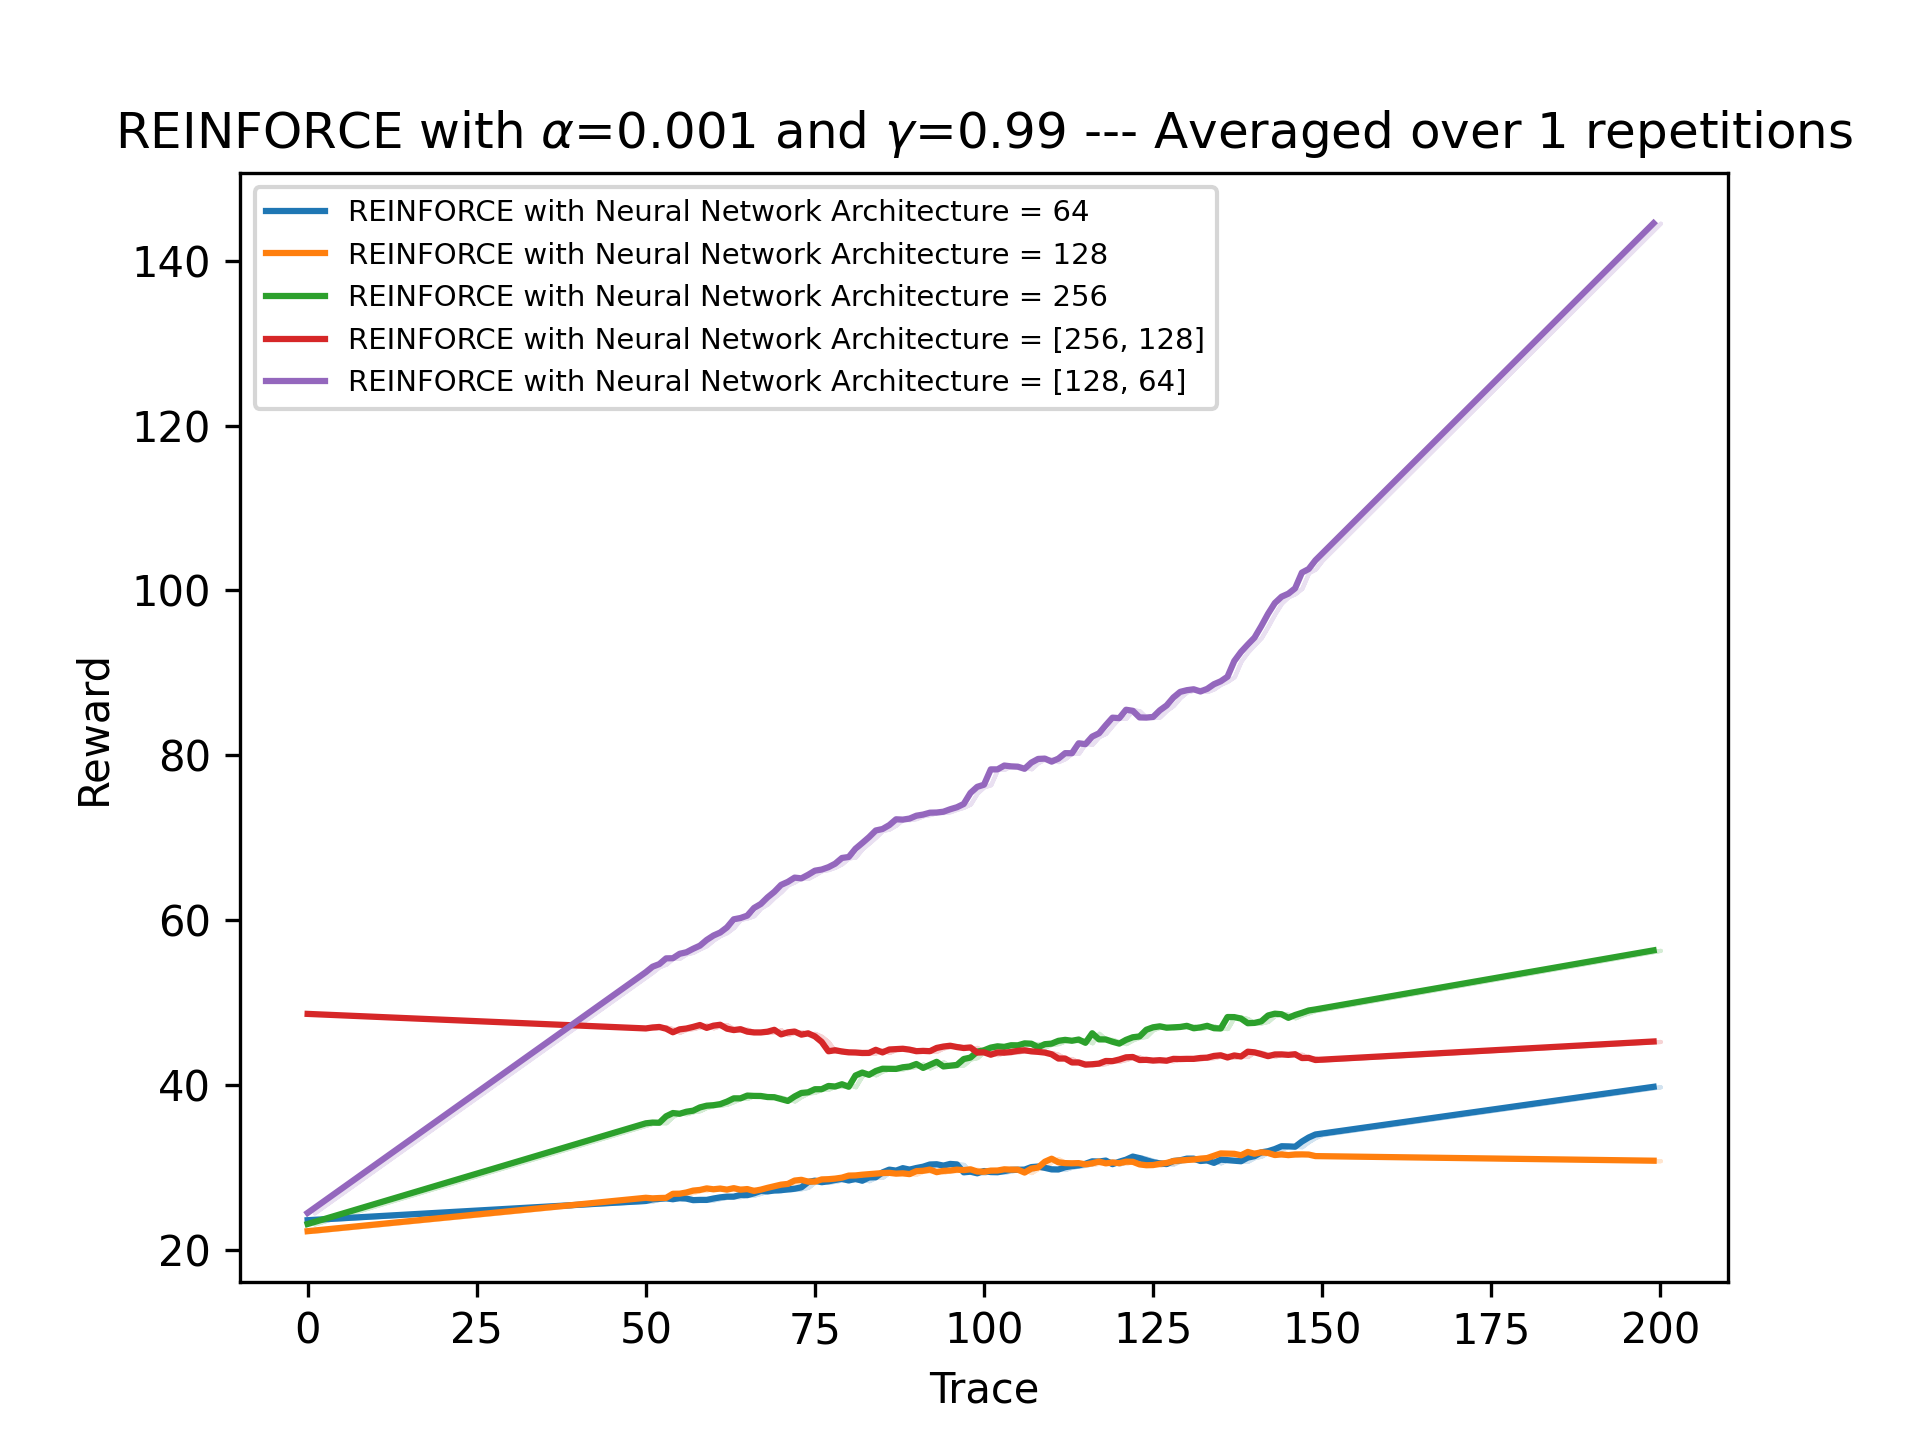 REINFORCE with α=0.001 and γ=0.99 --- Averaged over 1 repetitions
REINFORCE with Neural Network Architecture = 64
REINFORCE with Neural Network Architecture = 128
REINFORCE with Neural Network Architecture = 256
REINFORCE with Neural Network Architecture = [256, 128]
REINFORCE with Neural Network Architecture = [128, 64]
140
120
100
80
60
40
20
Reward
0 25 50 75 100 125 150 175 200
Trace